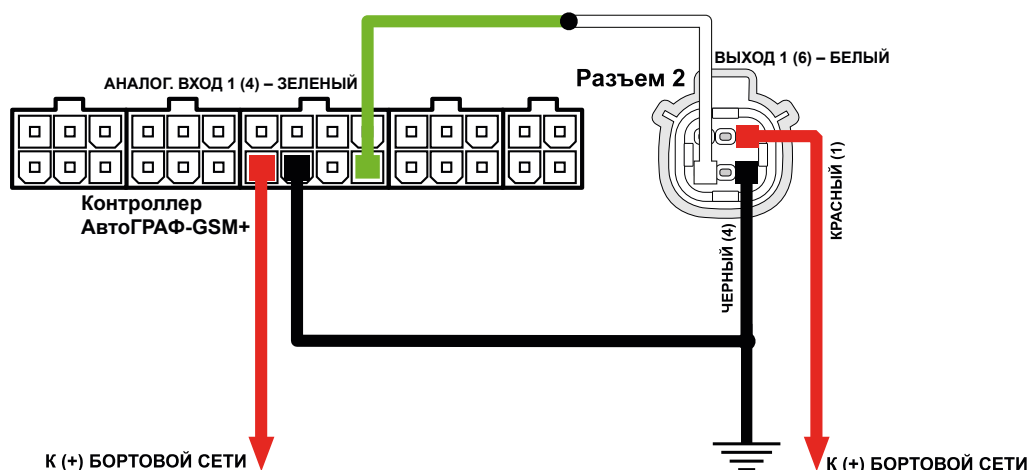 ВЫХОД 1 (6) – БЕЛЫЙ
АНАЛОГ. ВХОД 1 (4) – ЗЕЛЕНЫЙ
Разъем 2
Контроллер
АвтоГРАФ-GSM+
КРАСНЫЙ (1)
ЧЕРНЫЙ (4)
К (+) БОРТОВОЙ СЕТИ
К (+) БОРТОВОЙ СЕТИ